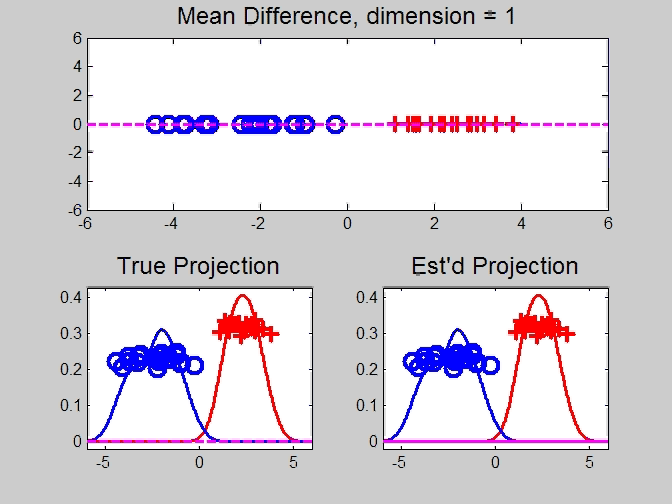 Mean Difference, dimension = 1
6
4
2
0
-2
-4
-6
-6 -4 -2 0 2 4 6
True Projection
0.4
0.3
0.2
0.1
0
-5 0 5
Est'd Projection
0.4
0.3
0.2
0.1
0
-5 0 5